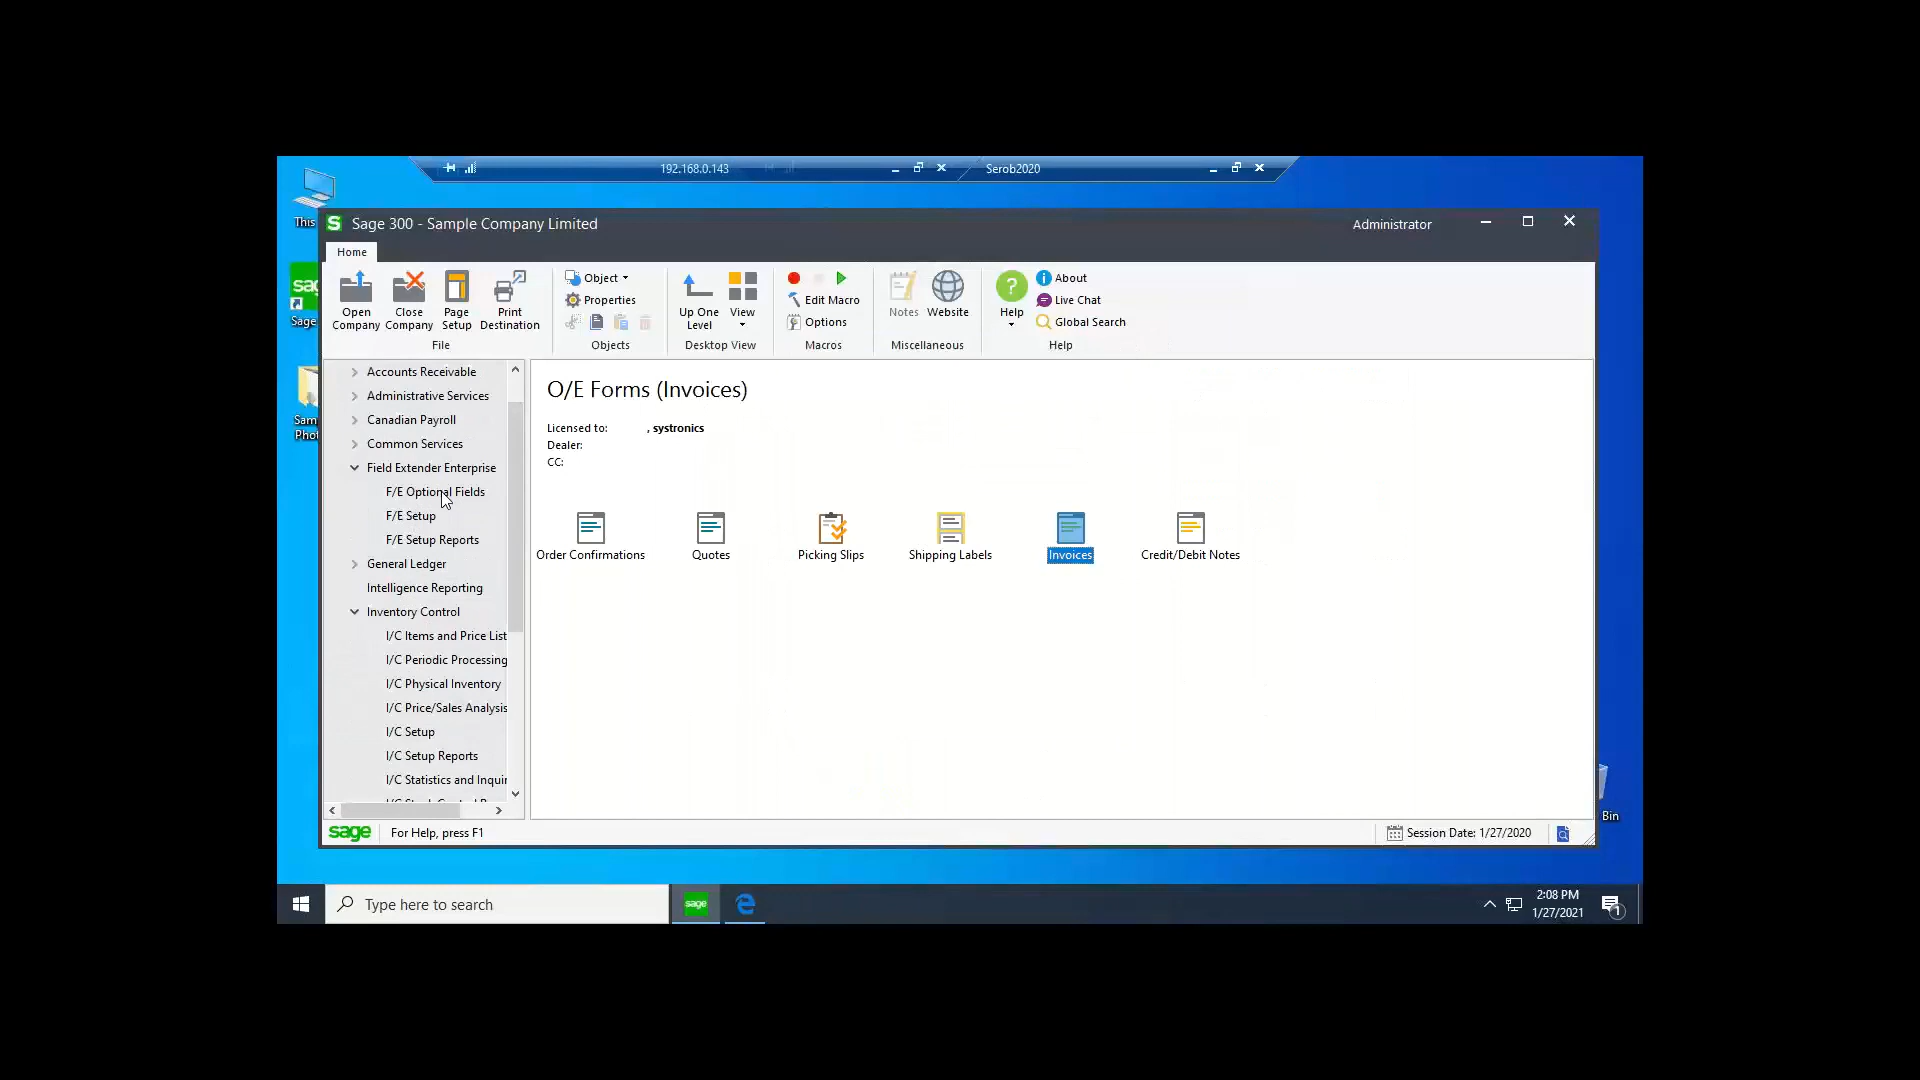 192.168.0.143
Serob2020
This
Sage 300 - Sample Company Limited
Administrator
Home
Open Company
Close Company
Page Setup
Print Destination
File
Object
Properties
Objects
Up One Level
View
Desktop View
Edit Macro
Options
Macros
Notes
Website
Miscellaneous
Help
About
Live Chat
Global Search
Help
sa
Sage
Sam
Phot
Accounts Receivable
Administrative Services
Canadian Payroll
Common Services
Field Extender Enterprise
F/E Optional Fields
F/E Setup
F/E Setup Reports
General Ledger
Intelligence Reporting
Inventory Control
I/C Items and Price List
I/C Periodic Processing
I/C Physical Inventory
I/C Price/Sales Analysis
I/C Setup
I/C Setup Reports
I/C Statistics and Inquir
O/E Forms (Invoices)
Licensed to: , systronics
Dealer:
CC:
Order Confirmations
Quotes
Picking Slips
Shipping Labels
Invoices
Credit/Debit Notes
sage
For Help, press F1
Session Date: 1/27/2020
Bin
Type here to search
sage
2:08 PM
1/27/2021
1